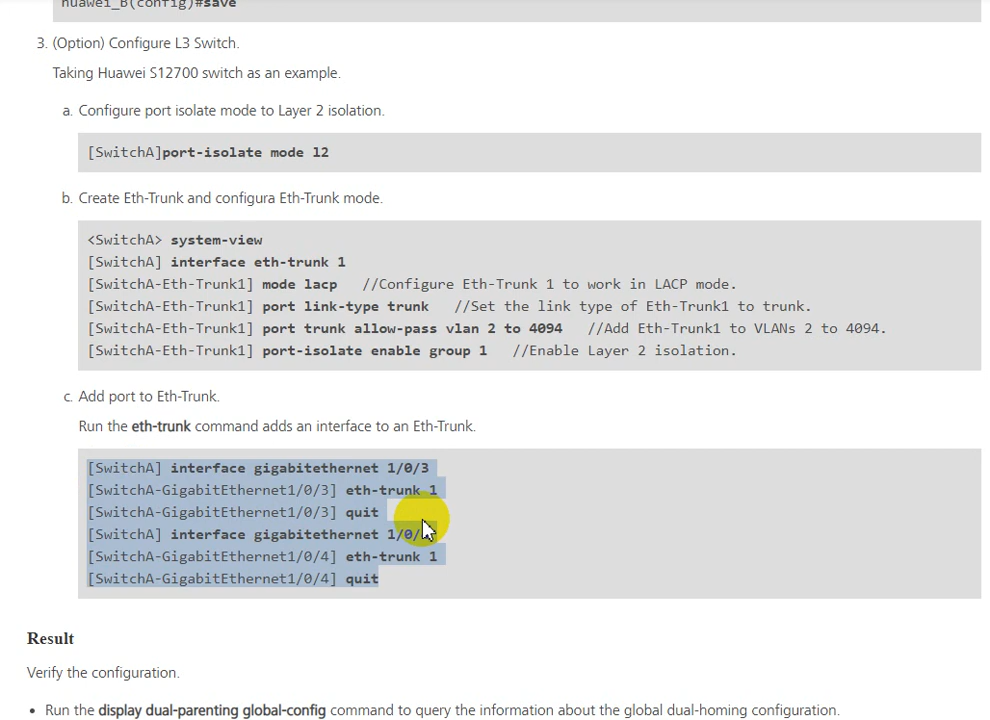 huawei_B(config)#save
3. (Option) Configure L3 Switch.
Taking Huawei S12700 switch as an example.
a. Configure port isolate mode to Layer 2 isolation.
[SwitchA]port-isolate mode l2
b. Create Eth-Trunk and configura Eth-Trunk mode.
<SwitchA> system-view
[SwitchA] interface eth-trunk 1
[SwitchA-Eth-Trunk1] mode lacp   //Configure Eth-Trunk 1 to work in LACP mode.
[SwitchA-Eth-Trunk1] port link-type trunk   //Set the link type of Eth-Trunk1 to trunk.
[SwitchA-Eth-Trunk1] port trunk allow-pass vlan 2 to 4094   //Add Eth-Trunk1 to VLANs 2 to 4094.
[SwitchA-Eth-Trunk1] port-isolate enable group 1   //Enable Layer 2 isolation.
c. Add port to Eth-Trunk.
Run the eth-trunk command adds an interface to an Eth-Trunk.
[SwitchA] interface gigabitethernet 1/0/3
[SwitchA-GigabitEthernet1/0/3] eth-trunk 1
[SwitchA-GigabitEthernet1/0/3] quit
[SwitchA] interface gigabitethernet
[SwitchA-GigabitEthernet1/0/4] eth-trunk 1
[SwitchA-GigabitEthernet1/0/4] quit
Result
Verify the configuration.
• Run the display dual-parenting global-config command to query the information about the global dual-homing configuration.